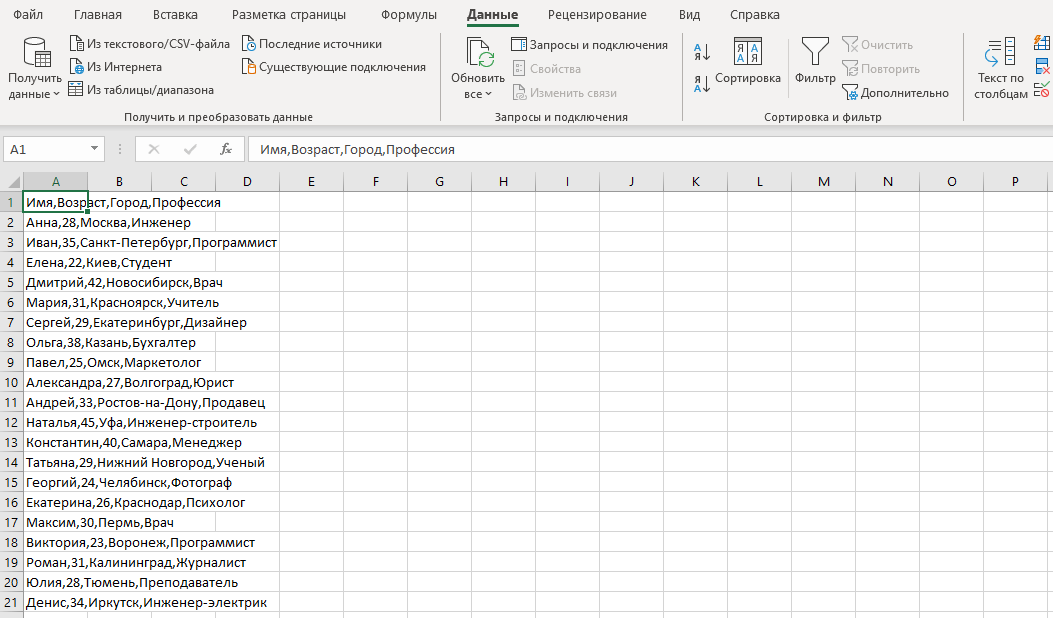 Файл Главная Вставка Разметка страницы Формулы Данные Рецензирование Вид Справка
Получить данные
Из текстового/CSV-файла
Из Интернета
Из таблицы/диапазона
Последние источники
Существующие подключения
Получить и преобразовать данные
Обновить все
Запросы и подключения
Свойства
Изменить связи
Запросы и подключения
А Я
Я А
Я А А Я
Сортировка
Фильтр
Очистить
Повторить
Дополнительно
Сортировка и фильтр
Текст по столбцам
A1 fx Имя,Возраст,Город,Профессия
A B C D E F G H I J K L M N O P
1 Имя,Возраст,Город,Профессия
2 Анна,28,Москва,Инженер
3 Иван,35,Санкт-Петербург,Программист
4 Елена,22,Киев,Студент
5 Дмитрий,42,Новосибирск,Врач
6 Мария,31,Красноярск,Учитель
7 Сергей,29,Екатеринбург,Дизайнер
8 Ольга,38,Казань,Бухгалтер
9 Павел,25,Омск,Маркетолог
10 Александра,27,Волгоград,Юрист
11 Андрей,33,Ростов-на-Дону,Продавец
12 Наталья,45,Уфа,Инженер-строитель
13 Константин,40,Самара,Менеджер
14 Татьяна,29,Нижний Новгород,Ученый
15 Георгий,24,Челябинск,Фотограф
16 Екатерина,26,Краснодар,Психолог
17 Максим,30,Пермь,Врач
18 Виктория,23,Воронеж,Программист
19 Роман,31,Калининград,Журналист
20 Юлия,28,Тюмень,Преподаватель
21 Денис,34,Иркутск,Инженер-электрик